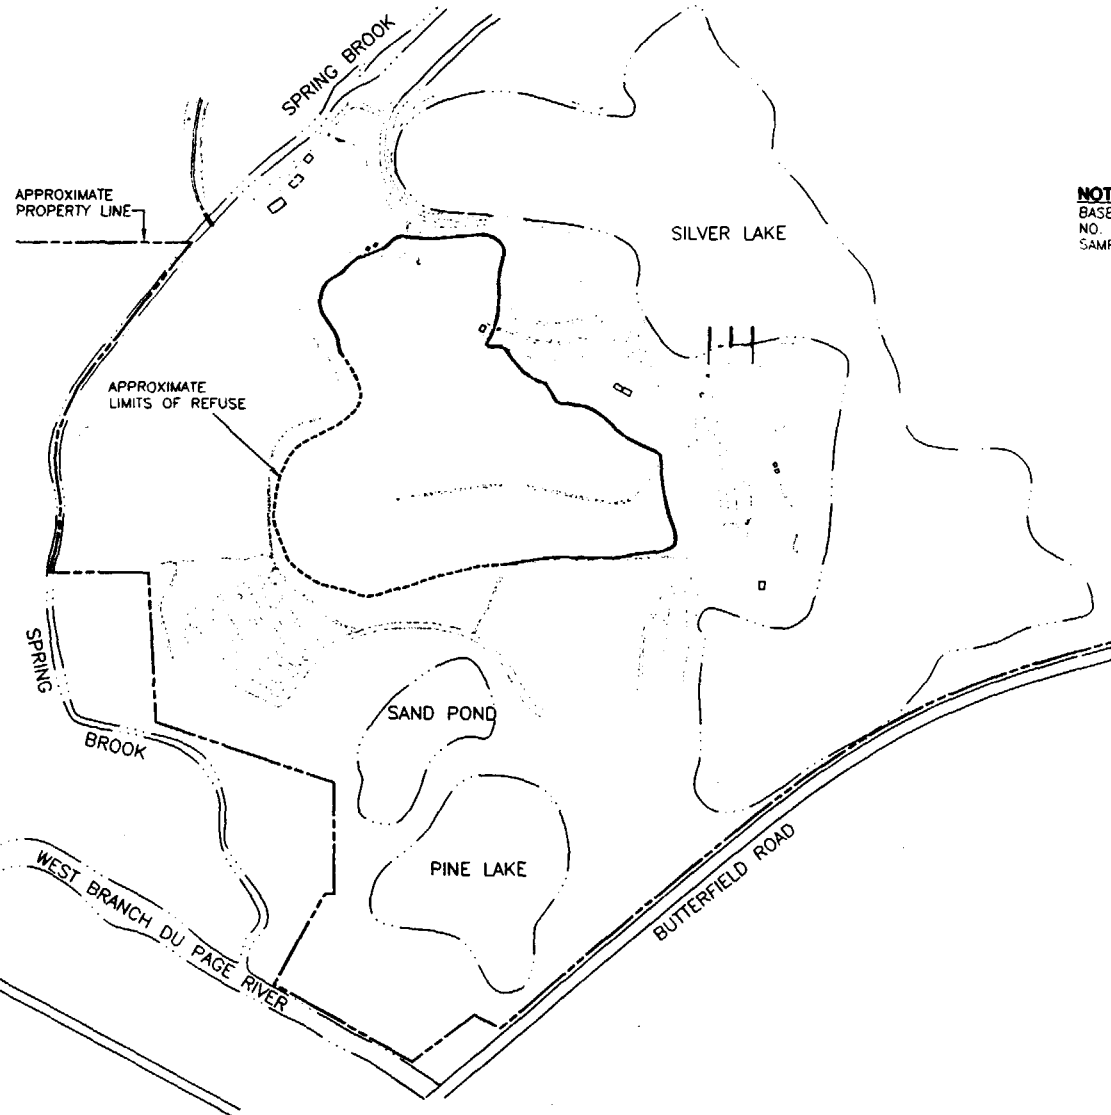 SPRING BROOK
APPROXIMATE
PROPERTY LINE
SILVER LAKE
NOT
BASE
NO.
APPROXIMATE
LIMITS OF REFUSE
SPRING
BROOK
SAND POND
PINE LAKE
BUTTERFIELD ROAD
WEST BRANCH DU PAGE RIVER